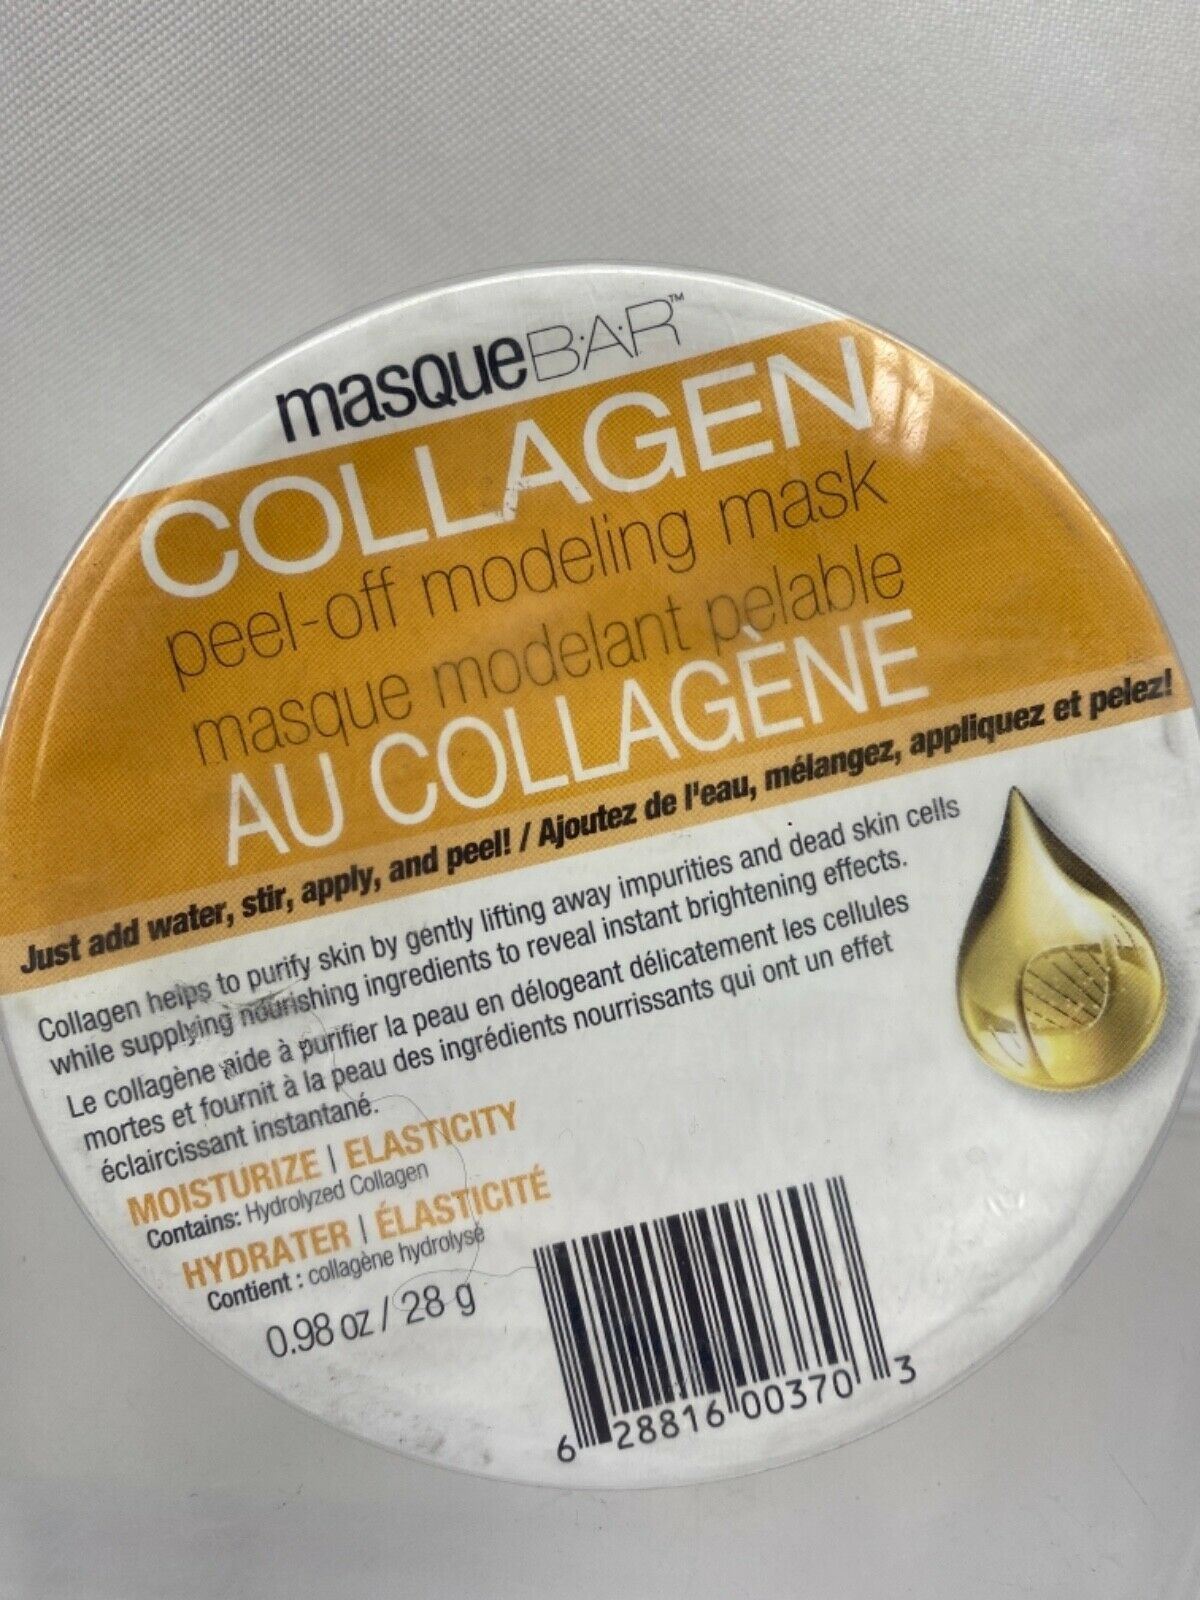 masqueB·A·R™
COLLAGEN
peel-off modeling mask
masque modelant pelable
AU COLLAGÈNE
Just add water, stir, apply, and peel! / Ajoutez de l'eau, mélangez, appliquez et pelez!
Collagen helps to purify skin by gently lifting away impurities and dead skin cells
while supplying nourishing ingredients to reveal instant brightening effects.
Le collagène aide à purifier la peau en délogeant délicatement les cellules
mortes et fournit à la peau des ingrédients nourrissants qui ont un effet
éclaircissant instantané.
MOISTURIZE | ELASTICITY
Contains: Hydrolyzed Collagen
HYDRATER | ÉLASTICITÉ
Contient : collagène hydrolysé
0.98 oz / 28 g
6 28816 00370 3